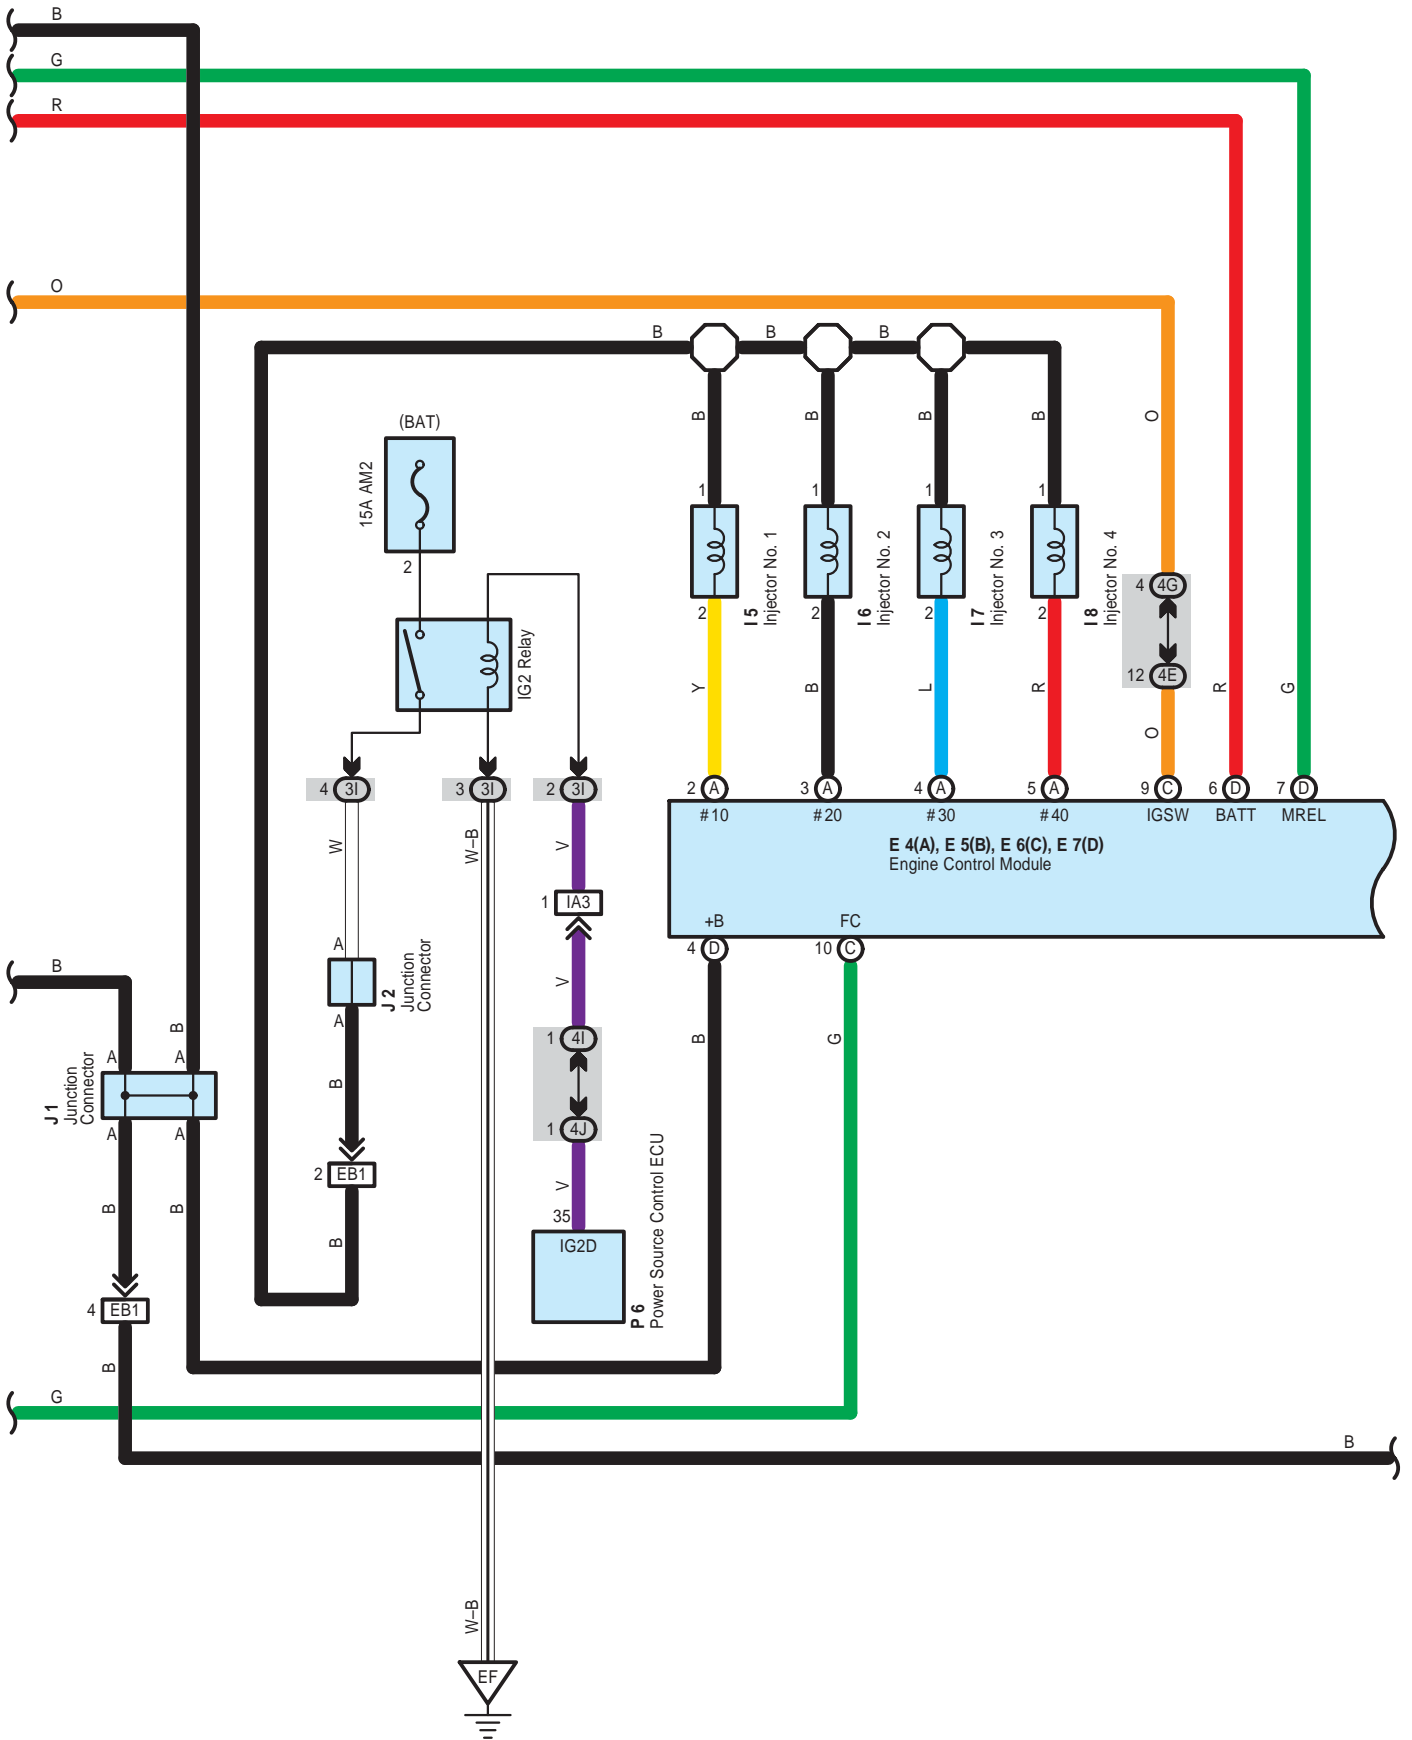 B
G
R
O
B
B
B
(BAT)
15A AM2
2
B
B
B
B
O
1
1
1
1
I 5
Injector No. 1
I 6
Injector No. 2
I 7
Injector No. 3
I 8
Injector No. 4
2
2
2
2
4 4G
12 4E
IG2 Relay
Y
B
L
R
O
R
G
4 3I
3 3I
2 3I
2 A
3 A
4 A
5 A
9 C
6 D
7 D
#10
#20
#30
#40
IGSW
BATT
MREL
E 4(A), E 5(B), E 6(C), E 7(D)
Engine Control Module
+B
FC
4 D
10 C
W
W–B
V
1 IA3
A
J 2
Junction
Connector
A
V
B
B
A
A
J 1
Junction
Connector
A
A
B
1 4I
1 4J
B
G
2 EB1
V
35
IG2D
P 6
Power Source Control ECU
B
B
B
4 EB1
B
G
B
W–B
EF